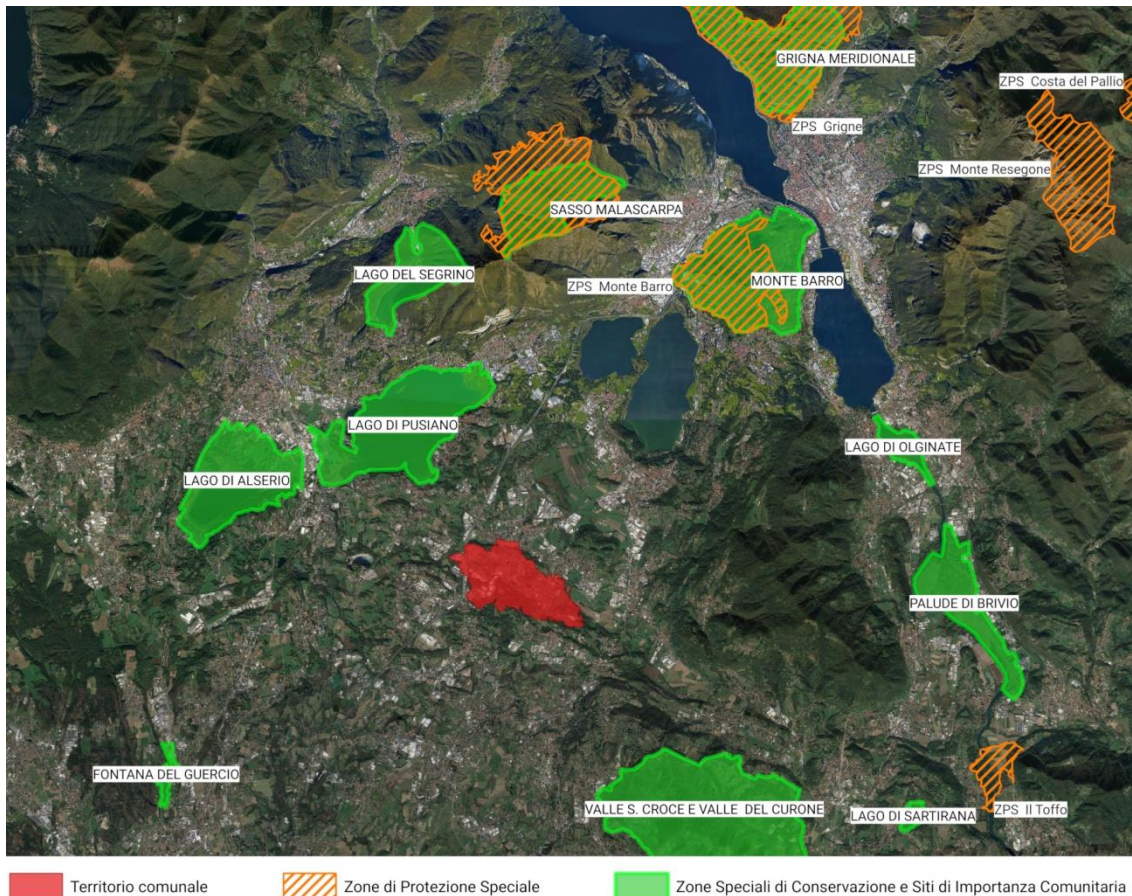 GRIGNA MERIDIONALE
ZPS Costa del Pallio
ZPS Grigne
ZPS Monte Resegone
SASSO MALASCARPA
LAGO DEL SEGRINO
ZPS Monte Barro
MONTE BARRO
LAGO DI PUSIANO
LAGO DI OLGINATE
LAGO DI ALSERIO
PALUDE DI BRIVIO
FONTANA DEL GUERCIO
VALLE S. CROCE E VALLE DEL CURONE
LAGO DI SARTIRANA
ZPS Il Toffo
Territorio comunale
Zone di Protezione Speciale
Zone Speciali di Conservazione e Siti di Importanza Comunitaria